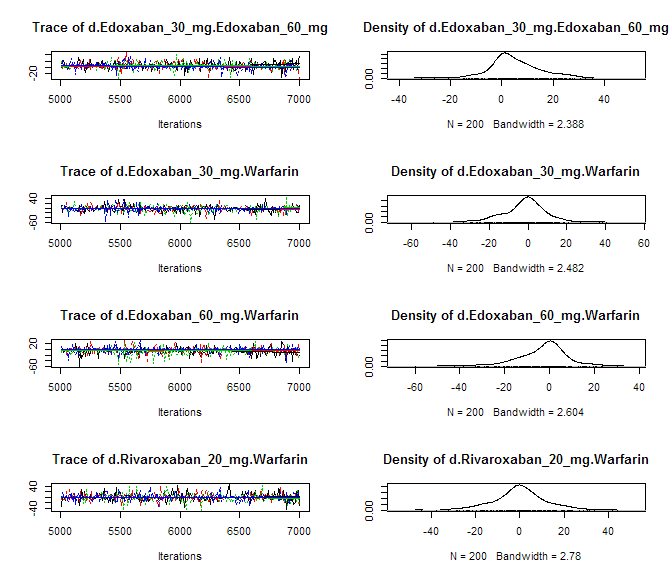 Trace of d.Edoxaban_30_mg.Edoxaban_60_mg
-20
5000 5500 6000 6500 7000
Iterations
Density of d.Edoxaban_30_mg.Edoxaban_60_mg
0.00
-40 -20 0 20 40
N = 200 Bandwidth = 2.388
Trace of d.Edoxaban_30_mg.Warfarin
-60 40
5000 5500 6000 6500 7000
Iterations
Density of d.Edoxaban_30_mg.Warfarin
0.00
-60 -40 -20 0 20 40 60
N = 200 Bandwidth = 2.482
Trace of d.Edoxaban_60_mg.Warfarin
-60 20
5000 5500 6000 6500 7000
Iterations
Density of d.Edoxaban_60_mg.Warfarin
0.00
-60 -40 -20 0 20 40
N = 200 Bandwidth = 2.604
Trace of d.Rivaroxaban_20_mg.Warfarin
-40 40
5000 5500 6000 6500 7000
Iterations
Density of d.Rivaroxaban_20_mg.Warfarin
0.00
-40 -20 0 20 40
N = 200 Bandwidth = 2.78